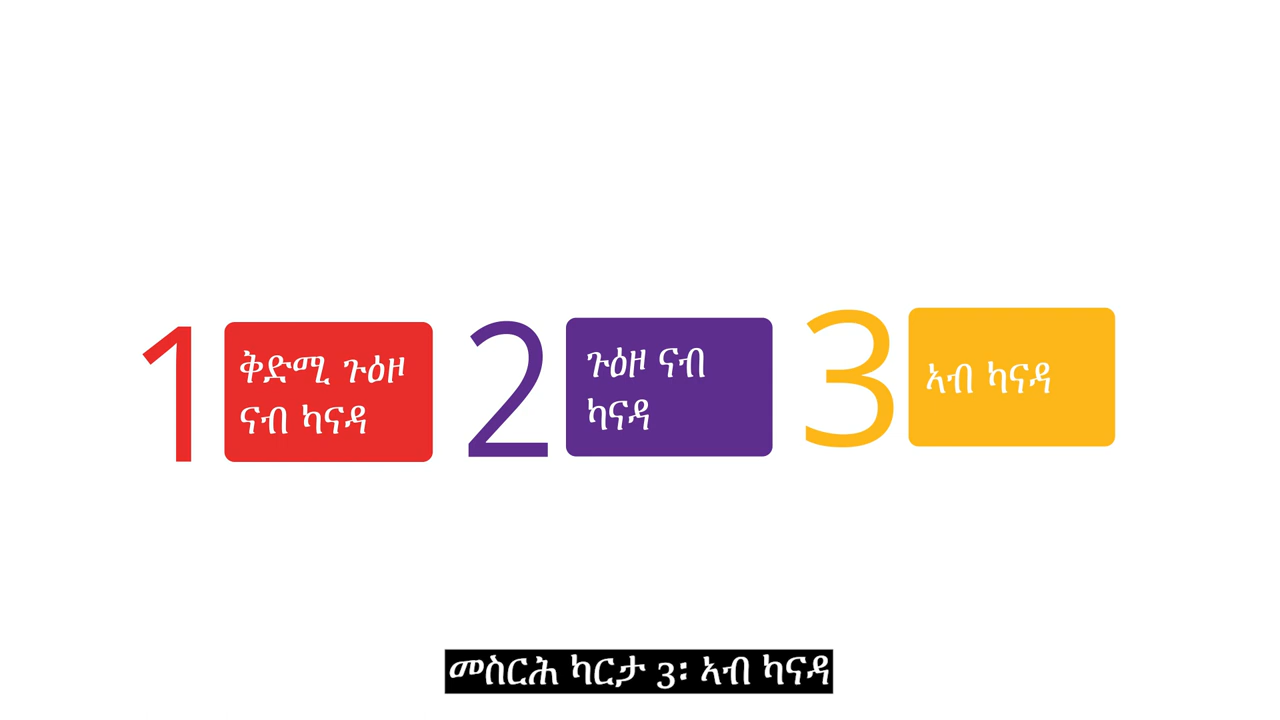 1
ቅድሚ ጉዕዞ
ናብ ካናዳ
2
ጉዕዞ ናብ
ካናዳ
3
ኣብ ካናዳ
መስርሕ ካርታ 3፡ ኣብ ካናዳ